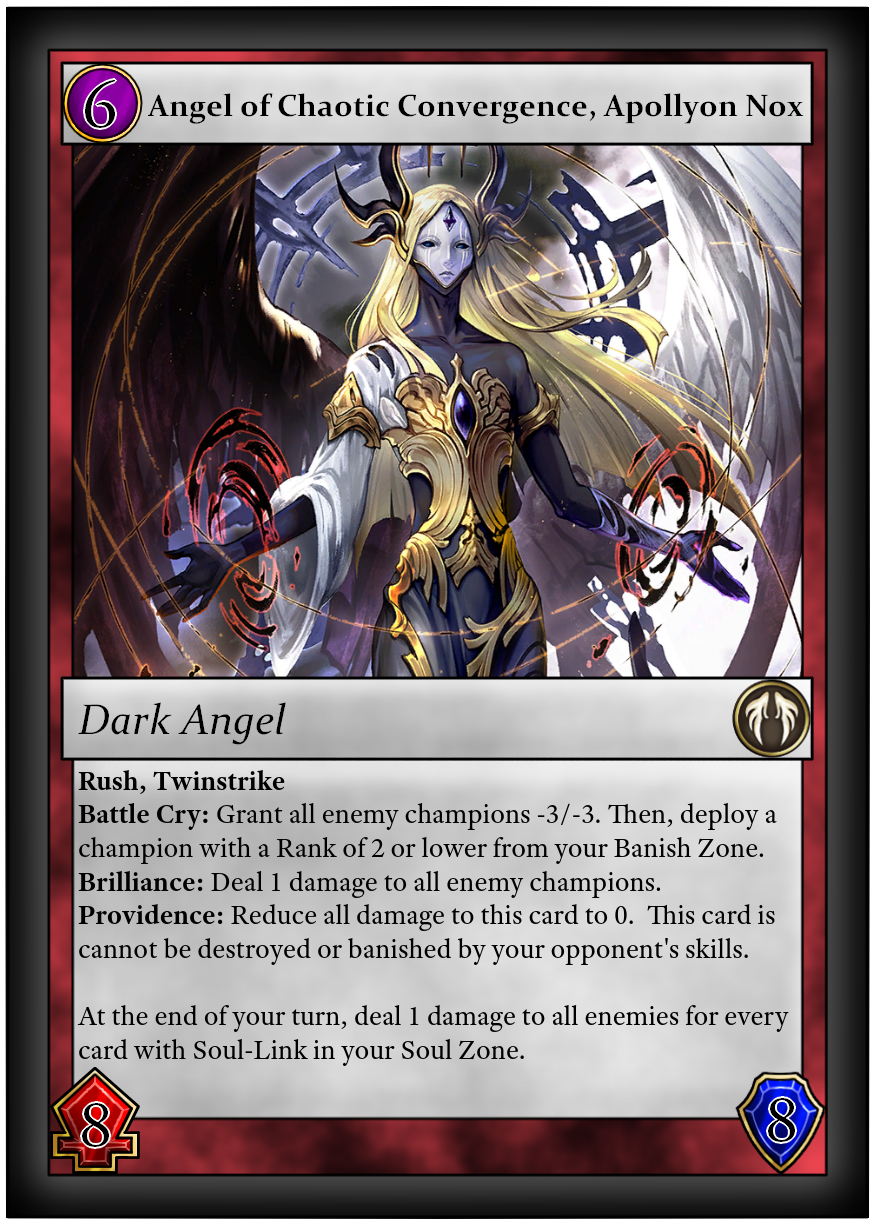 6
Angel of Chaotic Convergence, Apollyon Nox
Dark Angel
Rush, Twinstrike
Battle Cry: Grant all enemy champions -3/-3. Then, deploy a
champion with a Rank of 2 or lower from your Banish Zone.
Brilliance: Deal 1 damage to all enemy champions.
Providence: Reduce all damage to this card to 0.  This card is
cannot be destroyed or banished by your opponent's skills.
At the end of your turn, deal 1 damage to all enemies for every
card with Soul-Link in your Soul Zone.
8
8